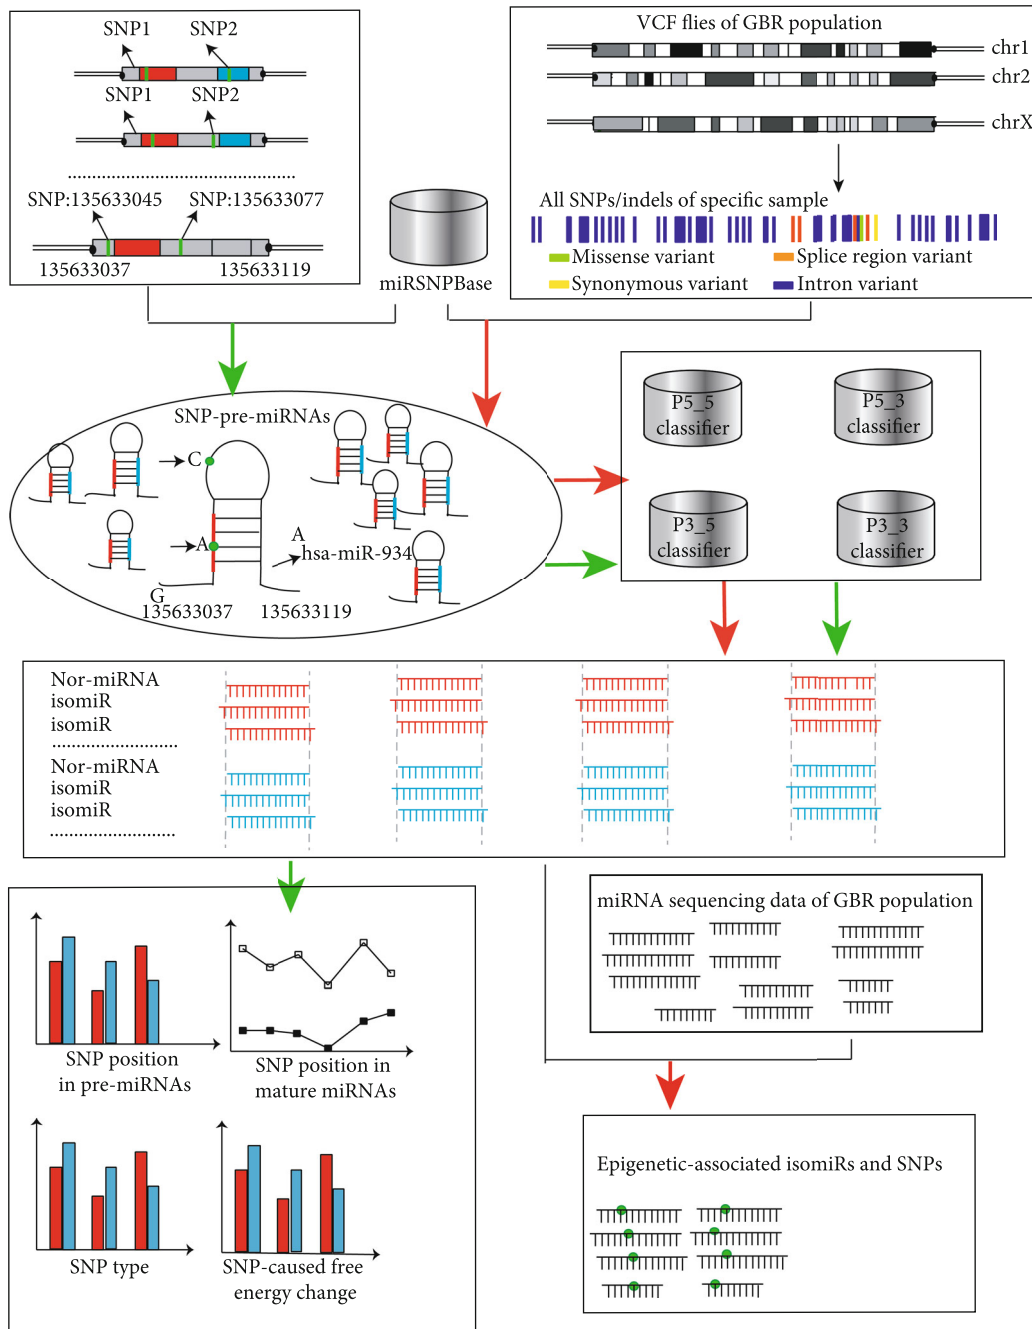 SNP1 SNP2
SNP1 SNP2
SNP:135633045 SNP:135633077
135633037 135633119
miRSNPBase
VCF flies of GBR population
chr1
chr2
chrX
All SNPs/indels of specific sample
Missense variant Splice region variant
Synonymous variant Intron variant
SNP-pre-miRNAs
C
A
A
hsa-miR-934
G
135633037 135633119
P5_5
classifier
P5_3
classifier
P3_5
classifier
P3_3
classifier
Nor-miRNA
isomiR
isomiR
Nor-miRNA
isomiR
isomiR
SNP position
in pre-miRNAs
SNP position in
mature miRNAs
SNP type
SNP-caused free
energy change
miRNA sequencing data of GBR population
Epigenetic-associated isomiRs and SNPs